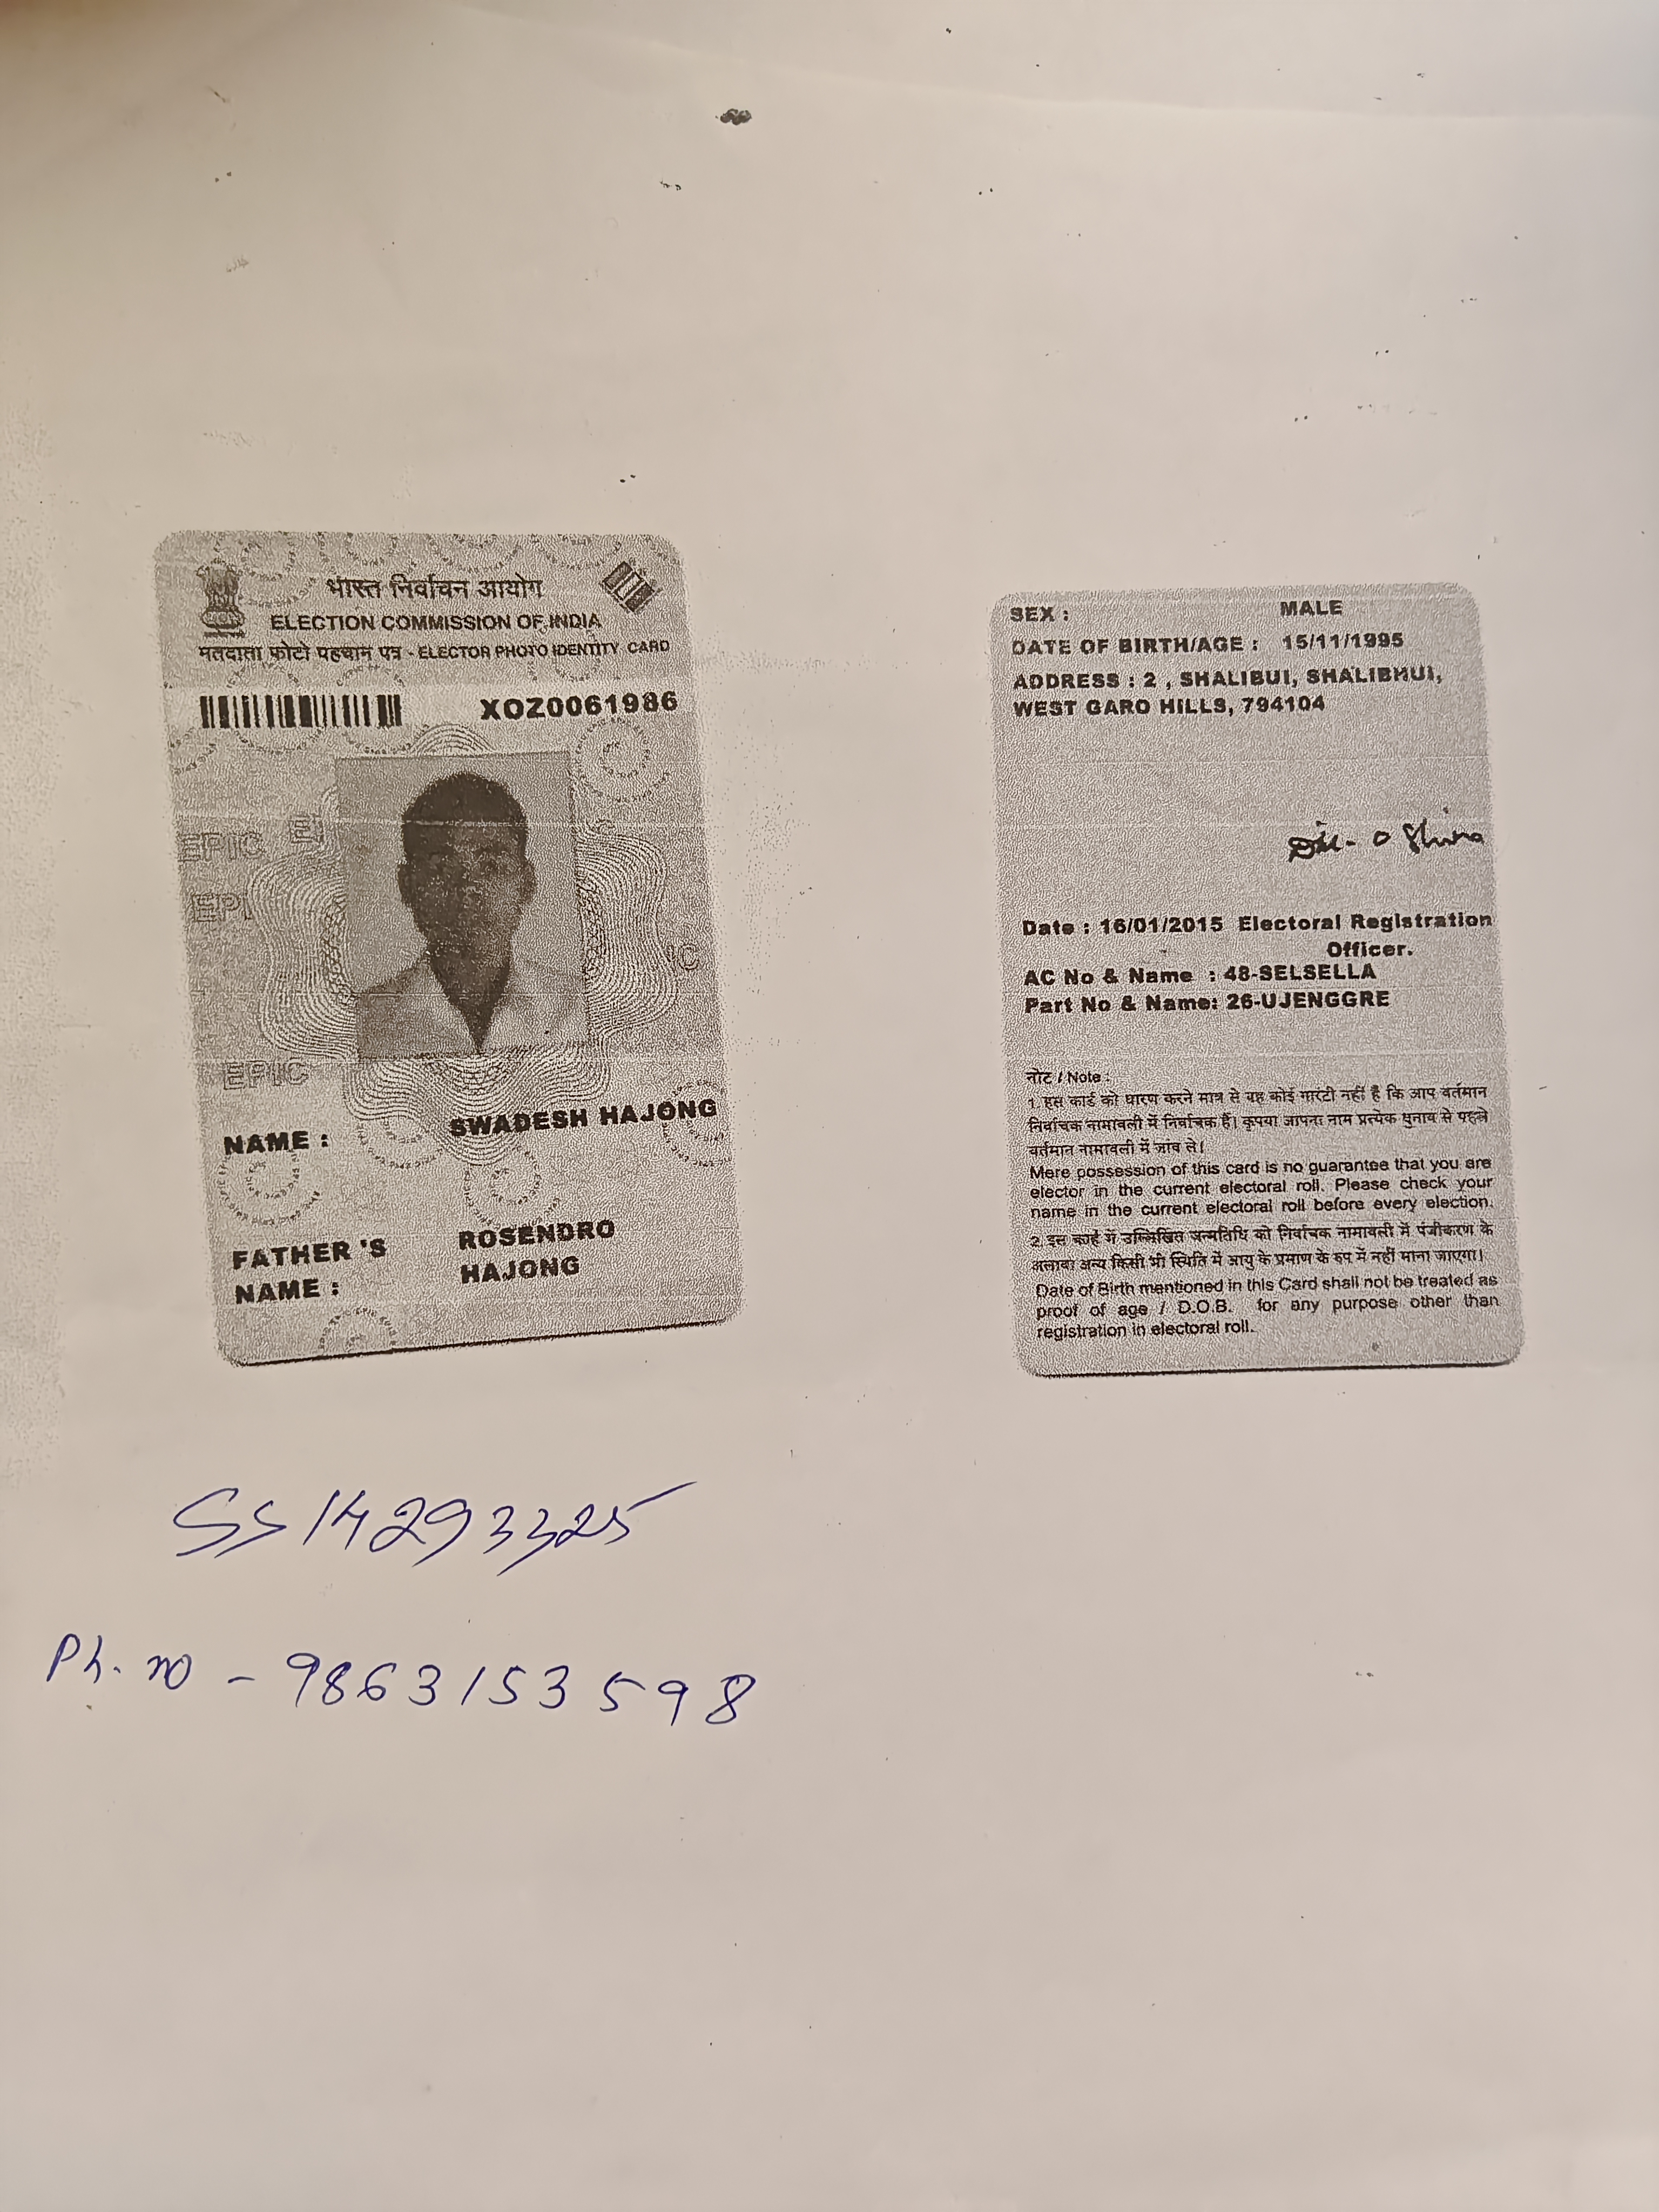 भारत निर्वाचन आयोग
ELECTION COMMISSION OF INDIA
मतदाता फोटो पहचान पत्र - ELECTOR PHOTO IDENTITY CARD
XOZ0061986
EPIC
EPIC
NAME : SWADESH HAJONG
FATHER 'S NAME : ROSENDRO HAJONG
SEX : MALE
DATE OF BIRTH/AGE : 15/11/1995
ADDRESS : 2 , SHALIBUI, SHALIBHUI,
WEST GARO HILLS, 794104
Date : 16/01/2015 Electoral Registration
Officer.
AC No & Name : 48-SELSELLA
Part No & Name: 26-UJENGGRE
नोट / Note :
1. इस कार्ड को धारण करने मात्र से यह कोई गारंटी नहीं है कि आप वर्तमान
निर्वाचक नामावली में निर्वाचक हैं। कृपया आपना नाम प्रत्येक चुनाव से पहले
वर्तमान नामावली में जांच ले।
Mere possession of this card is no guarantee that you are
elector in the current electoral roll. Please check your
name in the current electoral roll before every election.
2. इस कार्ड में उल्लिखित जन्मतिथि को निर्वाचक नामावली में पंजीकरण के
अलावा अन्य किसी भी स्थिति में आयु के प्रमाण के रुप में नहीं माना जाएगा।
Date of Birth mentioned in this Card shall not be treated as
proof of age / D.O.B. for any purpose other than
registration in electoral roll.
SS14293325
Ph. no - 9863153598